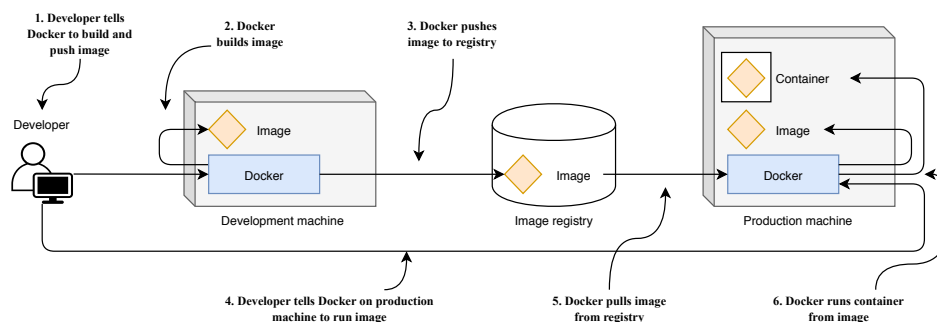 1. Developer tells
Docker to build and
push image
2. Docker
builds image
3. Docker pushes
image to registry
Container
Developer
Image
Image
Docker
Image
Docker
Development machine
Image registry
Production machine
4. Developer tells Docker on production
machine to run image
5. Docker pulls image
from registry
6. Docker runs container
from image